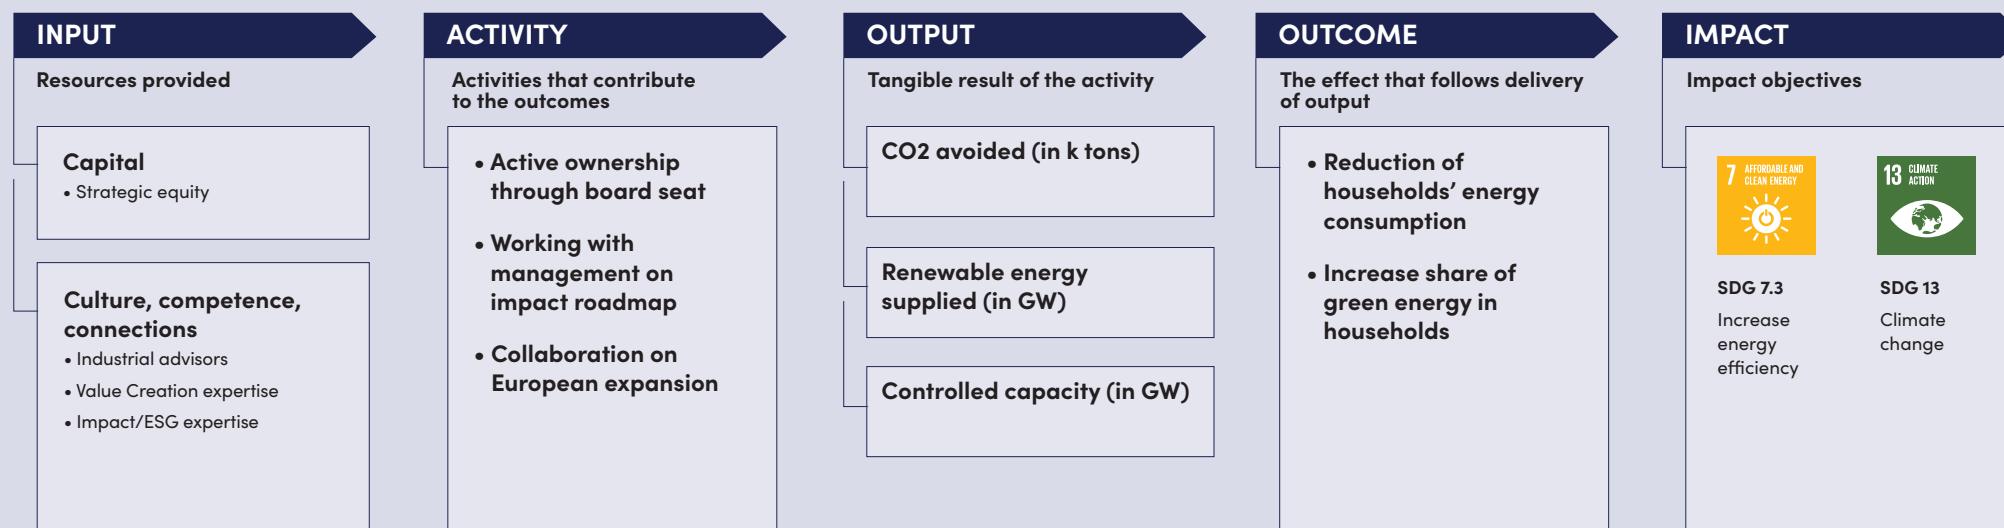 INPUT
Resources provided
Capital
• Strategic equity
Culture, competence,
connections
• Industrial advisors
• Value Creation expertise
• Impact/ESG expertise
ACTIVITY
Activities that contribute
to the outcomes
• Active ownership
through board seat
• Working with
management on
impact roadmap
• Collaboration on
European expansion
OUTPUT
Tangible result of the activity
CO2 avoided (in k tons)
Renewable energy
supplied (in GW)
Controlled capacity (in GW)
OUTCOME
The effect that follows delivery
of output
• Reduction of
households’ energy
consumption
• Increase share of
green energy in
households
IMPACT
Impact objectives
7 AFFORDABLE AND
CLEAN ENERGY
SDG 7.3
Increase
energy
efficiency
13 CLIMATE
ACTION
SDG 13
Climate
change